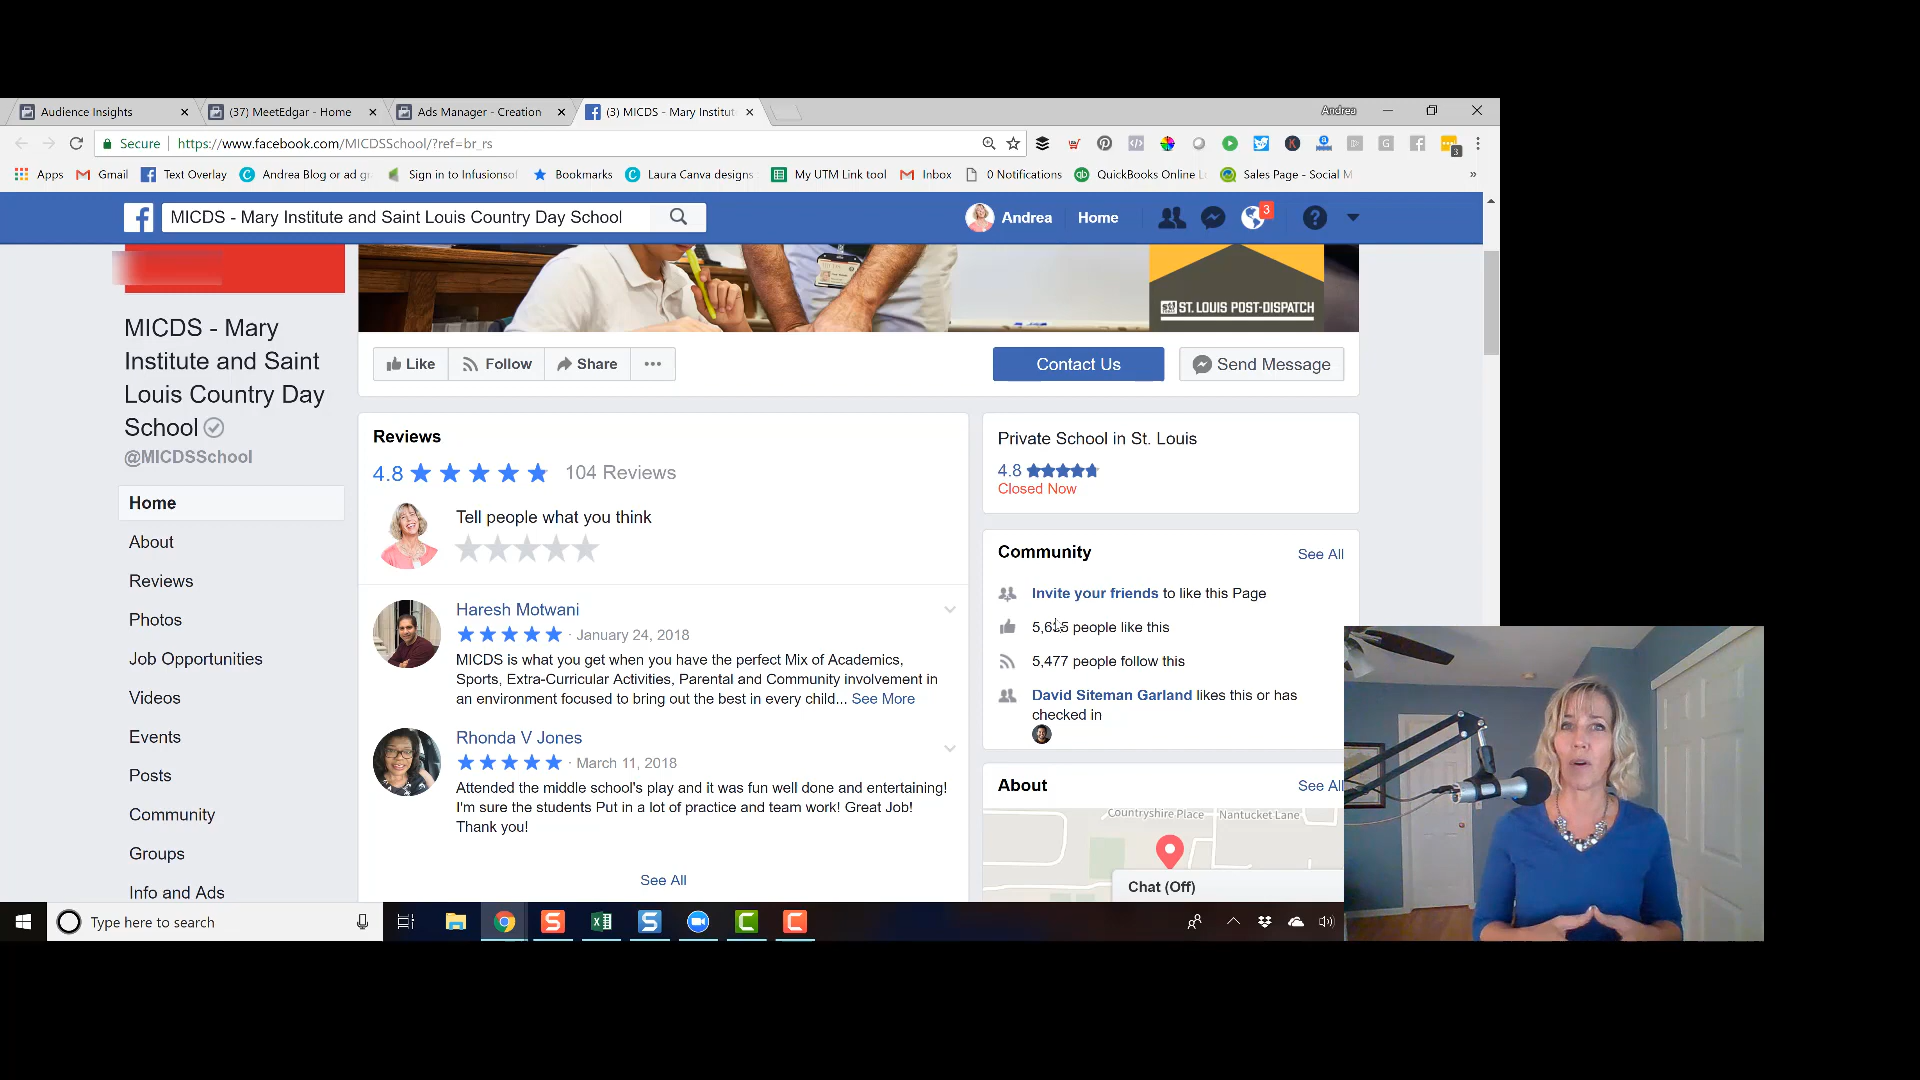 Audience Insights
(37) MeetEdgar - Home
Ads Manager - Creation
(3) MICDS - Mary Institut
Andrea
Secure
https://www.facebook.com/MICDSSchool/?ref=br_rs
3
Apps
Gmail
Text Overlay
Andrea Blog or ad g
Sign in to Infusionsof
Bookmarks
Laura Canva designs
My UTM Link tool
Inbox
0 Notifications
QuickBooks Online L
Sales Page - Social M
»
MICDS - Mary Institute and Saint Louis Country Day School
Andrea
Home
3
MICDS - Mary
Institute and Saint
Louis Country Day
School
@MICDSSchool
Home
About
Reviews
Photos
Job Opportunities
Videos
Events
Posts
Community
Groups
Info and Ads
ST. LOUIS POST-DISPATCH
Like
Follow
Share
Contact Us
Send Message
Reviews
4.8
104 Reviews
Tell people what you think
Haresh Motwani
· January 24, 2018
MICDS is what you get when you have the perfect Mix of Academics,
Sports, Extra-Curricular Activities, Parental and Community involvement in
an environment focused to bring out the best in every child... See More
Rhonda V Jones
· March 11, 2018
Attended the middle school's play and it was fun well done and entertaining!
I'm sure the students Put in a lot of practice and team work! Great Job!
Thank you!
See All
Private School in St. Louis
4.8
Closed Now
Community
See All
Invite your friends to like this Page
people like this
5,477 people follow this
David Siteman Garland likes this or has
checked in
About
See All
Countryshire Place
Nantucket Lane
Chat (Off)
Type here to search